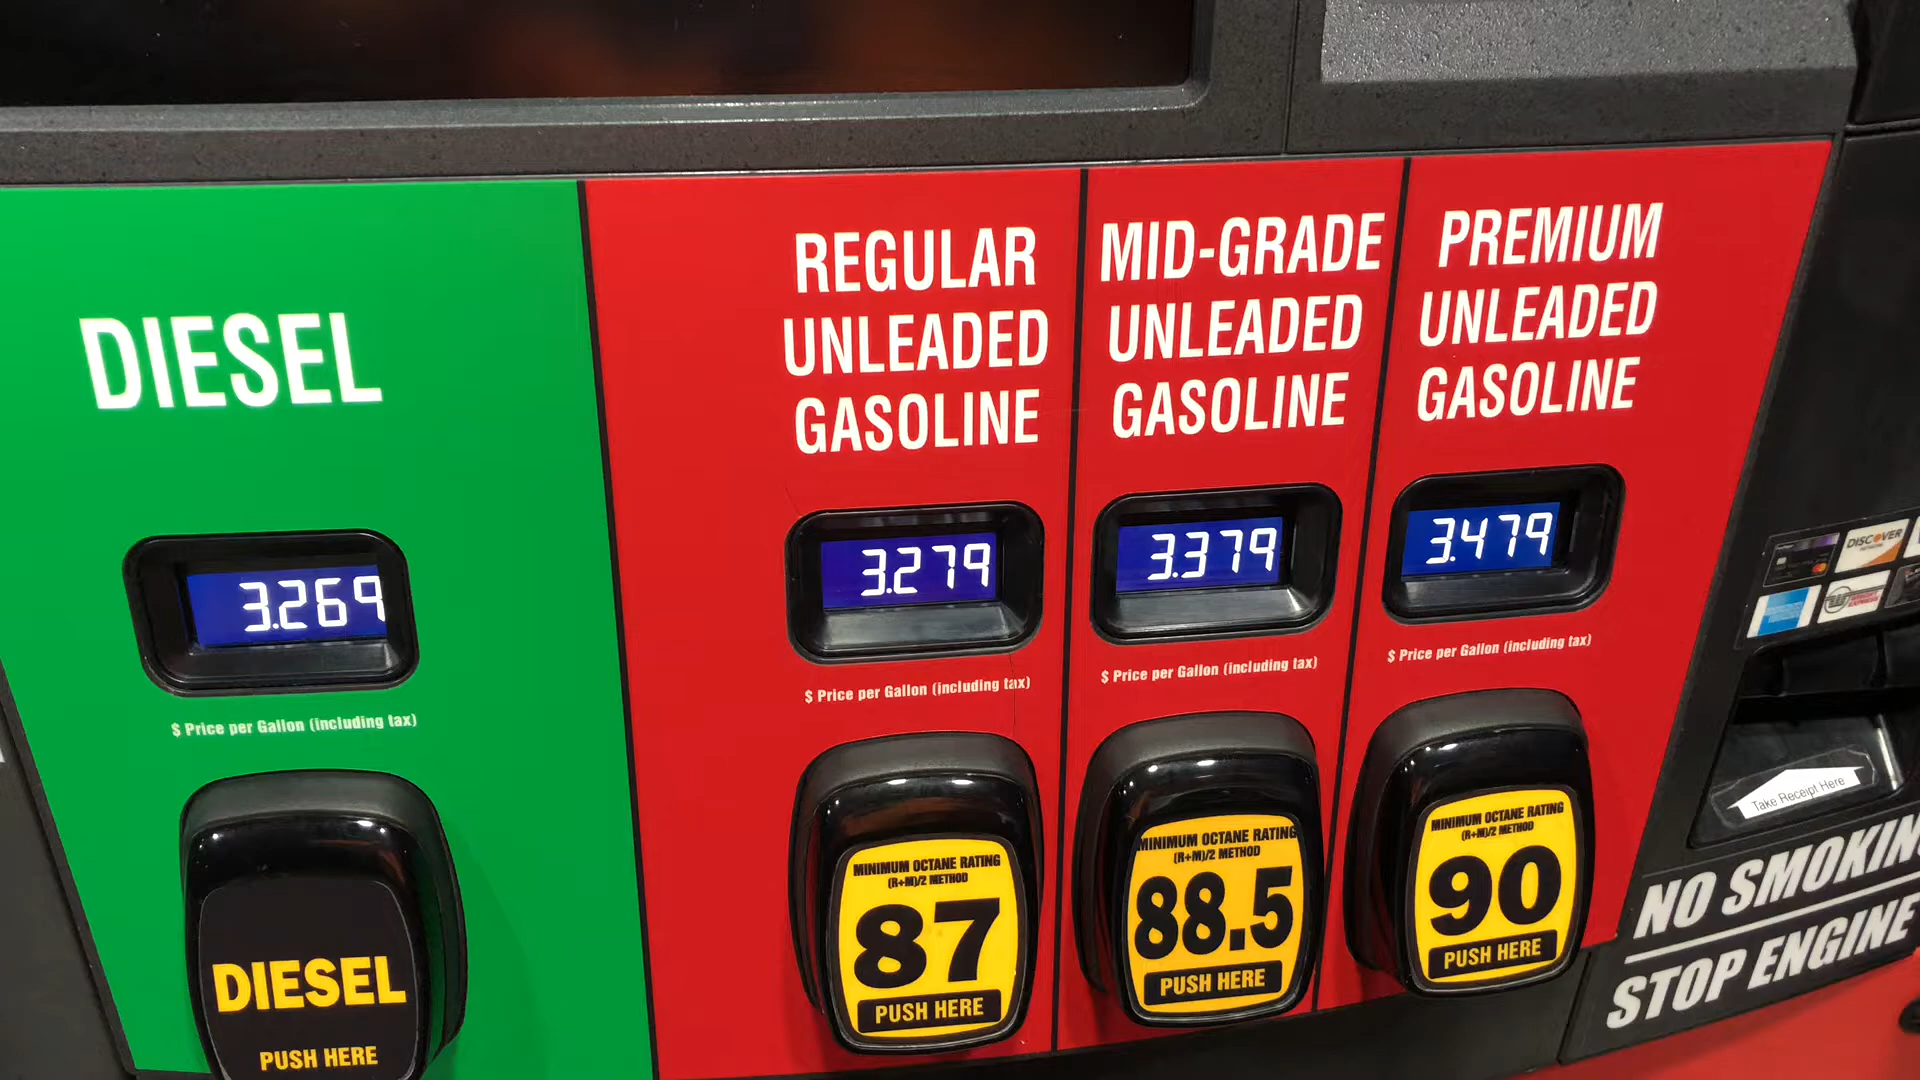 DIESEL
3.269
$ Price per Gallon (including tax)
DIESEL
PUSH HERE
REGULAR
UNLEADED
GASOLINE
3.279
$ Price per Gallon (including tax)
MINIMUM OCTANE RATING
(R+M)/2 METHOD
87
PUSH HERE
MID-GRADE
UNLEADED
GASOLINE
3.379
$ Price per Gallon (including tax)
MINIMUM OCTANE RATING
(R+M)/2 METHOD
88.5
PUSH HERE
PREMIUM
UNLEADED
GASOLINE
3.479
$ Price per Gallon (including tax)
MINIMUM OCTANE RATING
(R+M)/2 METHOD
90
PUSH HERE
DISCOVER
Take Receipt Here
NO SMOKIN
STOP ENGINE